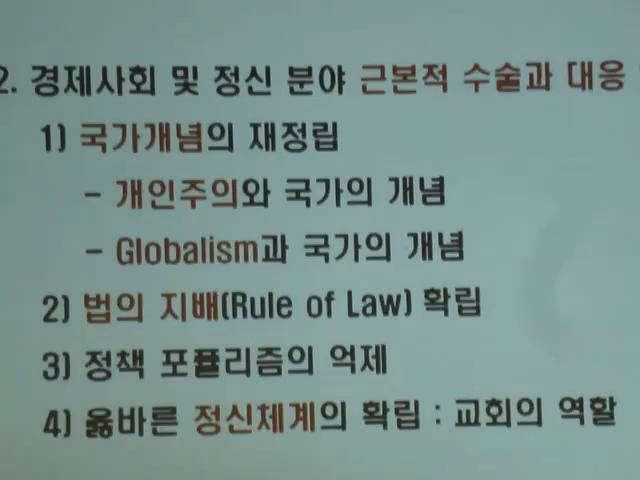 2. 경제사회 및 정신 분야 근본적 수술과 대응
1) 국가개념의 재정립
- 개인주의와 국가의 개념
- Globalism과 국가의 개념
2) 법의 지배(Rule of Law) 확립
3) 정책 포퓰리즘의 억제
4) 옳바른 정신체계의 확립 : 교회의 역할